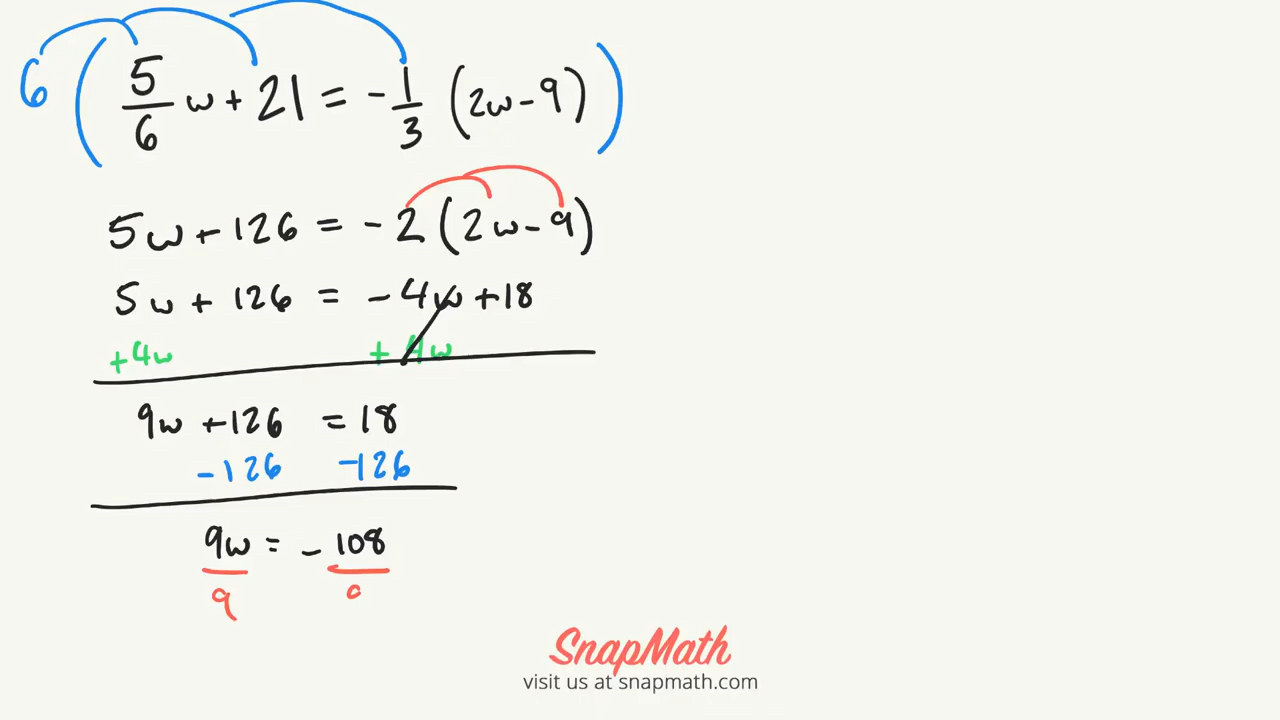 6 ( 5/6 w + 21 = - 1/3 (2w - 9) )
5w + 126 = - 2 (2w - 9)
5w + 126 = - 4w + 18
+4w + 4w
9w + 126 = 18
-126 -126
9w = - 108
9
SnapMath
visit us at snapmath.com